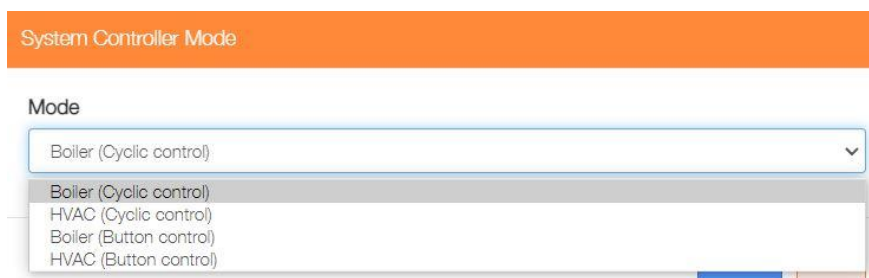 System Controller Mode
Mode
Boiler (Cyclic control)
Boiler (Cyclic control)
HVAC (Cyclic control)
Boiler (Button control)
HVAC (Button control)